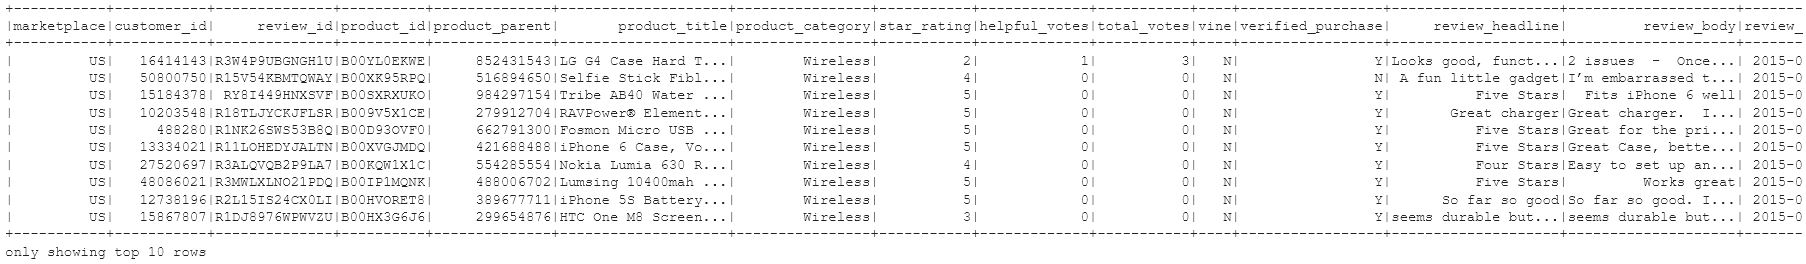 +-----------+-----------+--------------+----------+--------------+--------------------+----------------+-----------+-------------+-----------+----+-----------------+--------------------+--------------------+-------
|marketplace|customer_id|     review_id|product_id|product_parent|       product_title|product_category|star_rating|helpful_votes|total_votes|vine|verified_purchase|     review_headline|         review_body|review_
+-----------+-----------+--------------+----------+--------------+--------------------+----------------+-----------+-------------+-----------+----+-----------------+--------------------+--------------------+-------
|         US|   16414143|R3W4P9UBGNGH1U|B00YL0EKWE|     852431543|LG G4 Case Hard T...|        Wireless|          2|            1|          3|   N|                Y|Looks good, funct...|2 issues  -  Once...| 2015-0
|         US|   50800750|R15V54KBMTQWAY|B00XK95RPQ|     516894650|Selfie Stick Fibl...|        Wireless|          4|            0|          0|   N|                N| A fun little gadget|I’m embarrassed t...| 2015-0
|         US|   15184378| RY8I449HNXSVF|B00SXRXUKO|     984297154|Tribe AB40 Water ...|        Wireless|          5|            0|          0|   N|                Y|          Five Stars|  Fits iPhone 6 well| 2015-0
|         US|   10203548|R18TLJYCKJFLSR|B009V5X1CE|     279912704|RAVPower® Element...|        Wireless|          5|            0|          0|   N|                Y|       Great charger|Great charger.  I...| 2015-0
|         US|     488280|R1NK26SWS53B8Q|B00D93OVF0|     662791300|Fosmon Micro USB ...|        Wireless|          5|            0|          0|   N|                Y|          Five Stars|Great for the pri...| 2015-0
|         US|   13334021|R11LOHEDYJALTN|B00XVGJMDQ|     421688488|iPhone 6 Case, Vo...|        Wireless|          5|            0|          0|   N|                Y|          Five Stars|Great Case, bette...| 2015-0
|         US|   27520697|R3ALQVQB2P9LA7|B00KQW1X1C|     554285554|Nokia Lumia 630 R...|        Wireless|          4|            0|          0|   N|                Y|          Four Stars|Easy to set up an...| 2015-0
|         US|   48086021|R3MWLXLNO21PDQ|B00IP1MQNK|     488006702|Lumsing 10400mah ...|        Wireless|          5|            0|          0|   N|                Y|          Five Stars|         Works great| 2015-0
|         US|   12738196|R2L15IS24CX0LI|B00HVORET8|     389677711|iPhone 5S Battery...|        Wireless|          5|            0|          0|   N|                Y|      So far so good|So far so good. I...| 2015-0
|         US|   15867807|R1DJ8976WPWVZU|B00HX3G6J6|     299654876|HTC One M8 Screen...|        Wireless|          3|            0|          0|   N|                Y|seems durable but...|seems durable but...| 2015-0
+-----------+-----------+--------------+----------+--------------+--------------------+----------------+-----------+-------------+-----------+----+-----------------+--------------------+--------------------+-------
only showing top 10 rows